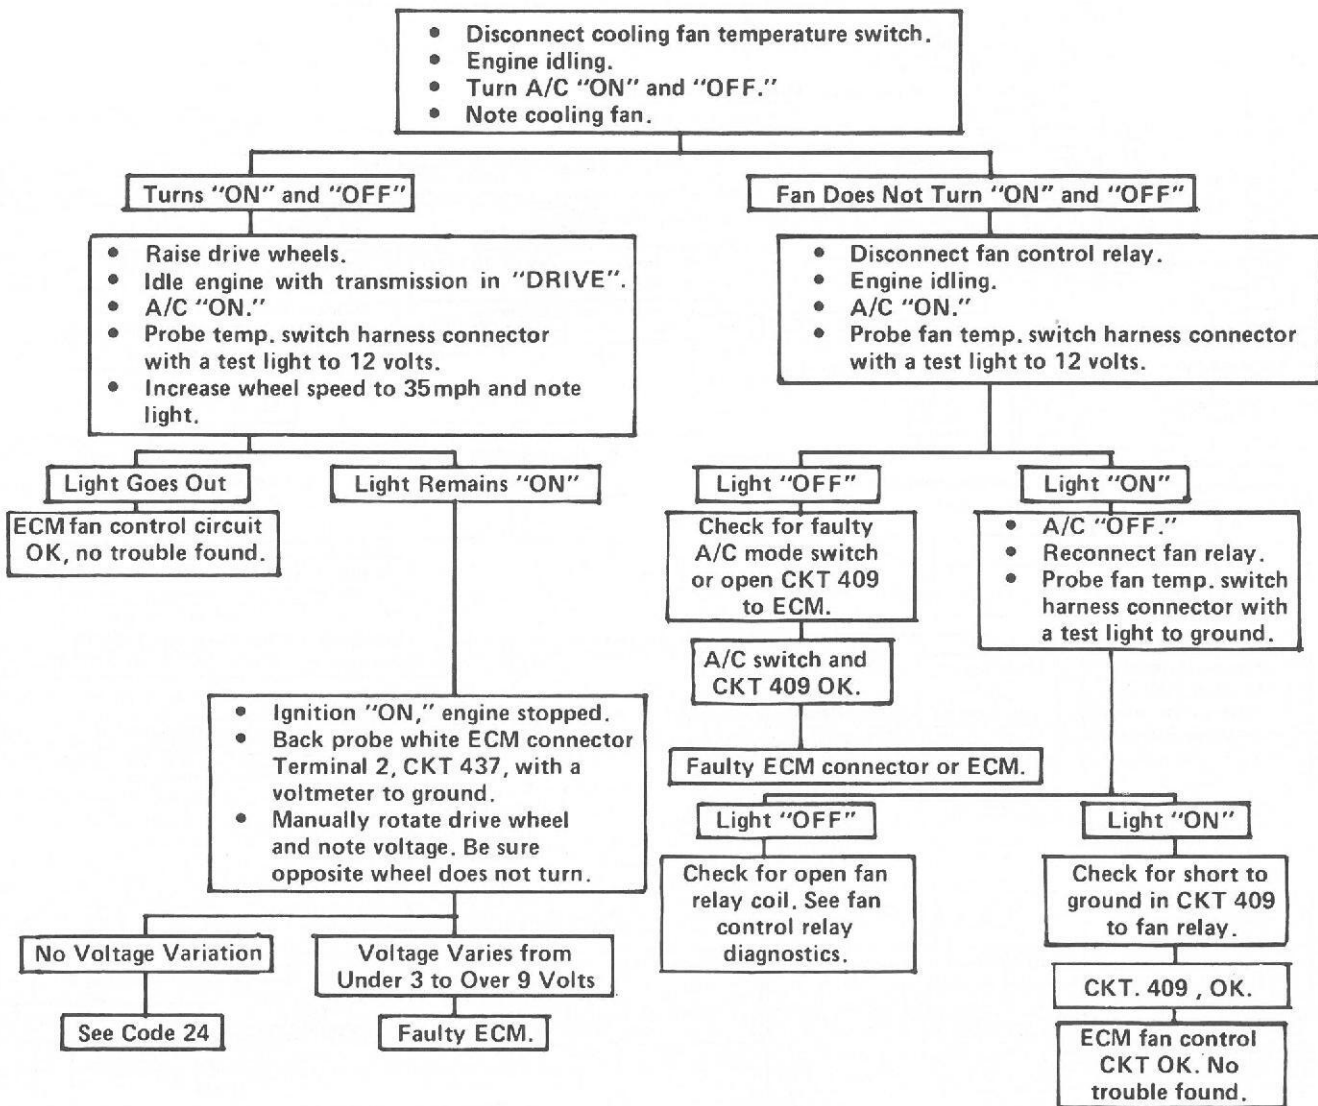 • Disconnect cooling fan temperature switch.
• Engine idling.
• Turn A/C "ON" and "OFF."
• Note cooling fan.
Turns "ON" and "OFF"
Fan Does Not Turn "ON" and "OFF"
• Raise drive wheels.
• Idle engine with transmission in "DRIVE".
• A/C "ON."
• Probe temp. switch harness connector
with a test light to 12 volts.
• Increase wheel speed to 35mph and note
light.
• Disconnect fan control relay.
• Engine idling.
• A/C "ON."
• Probe fan temp. switch harness connector
with a test light to 12 volts.
Light Goes Out
Light Remains "ON"
Light "OFF"
Light "ON"
ECM fan control circuit
OK, no trouble found.
Check for faulty
A/C mode switch
or open CKT 409
to ECM.
• A/C "OFF."
• Reconnect fan relay.
• Probe fan temp. switch
harness connector with
a test light to ground.
A/C switch and
CKT 409 OK.
• Ignition "ON," engine stopped.
• Back probe white ECM connector
Terminal 2, CKT 437, with a
voltmeter to ground.
• Manually rotate drive wheel
and note voltage. Be sure
opposite wheel does not turn.
Faulty ECM connector or ECM.
Light "OFF"
Light "ON"
Check for open fan
relay coil. See fan
control relay
diagnostics.
Check for short to
ground in CKT 409
to fan relay.
No Voltage Variation
Voltage Varies from
Under 3 to Over 9 Volts
CKT. 409 , OK.
See Code 24
Faulty ECM.
ECM fan control
CKT OK. No
trouble found.